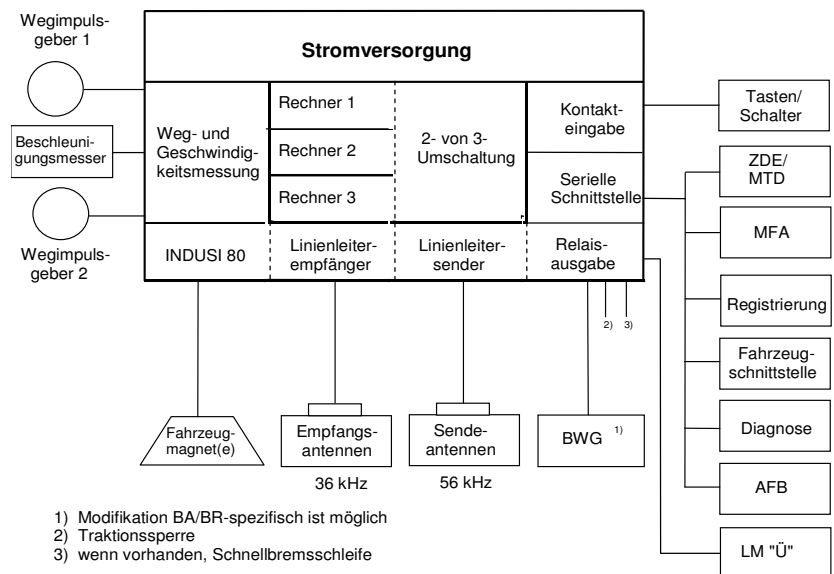 Wegimpuls-
geber 1
Stromversorgung
Beschleuni-
gungsmesser
Wegimpuls-
geber 2
Weg- und
Geschwindig-
keitsmessung
Rechner 1
Rechner 2
Rechner 3
2- von 3-
Umschaltung
Kontakt-
eingabe
Serielle
Schnittstelle
INDUSI 80
Linienleiter-
empfänger
Linienleiter-
sender
Relais-
ausgabe
2)
3)
Tasten/
Schalter
ZDE/
MTD
MFA
Registrierung
Fahrzeug-
schnittstelle
Diagnose
AFB
LM "Ü"
Fahrzeug-
magnet(e)
Empfangs-
antennen
36 kHz
Sende-
antennen
56 kHz
BWG 1)
1) Modifikation BA/BR-spezifisch ist möglich
2) Traktionssperre
3) wenn vorhanden, Schnellbremsschleife